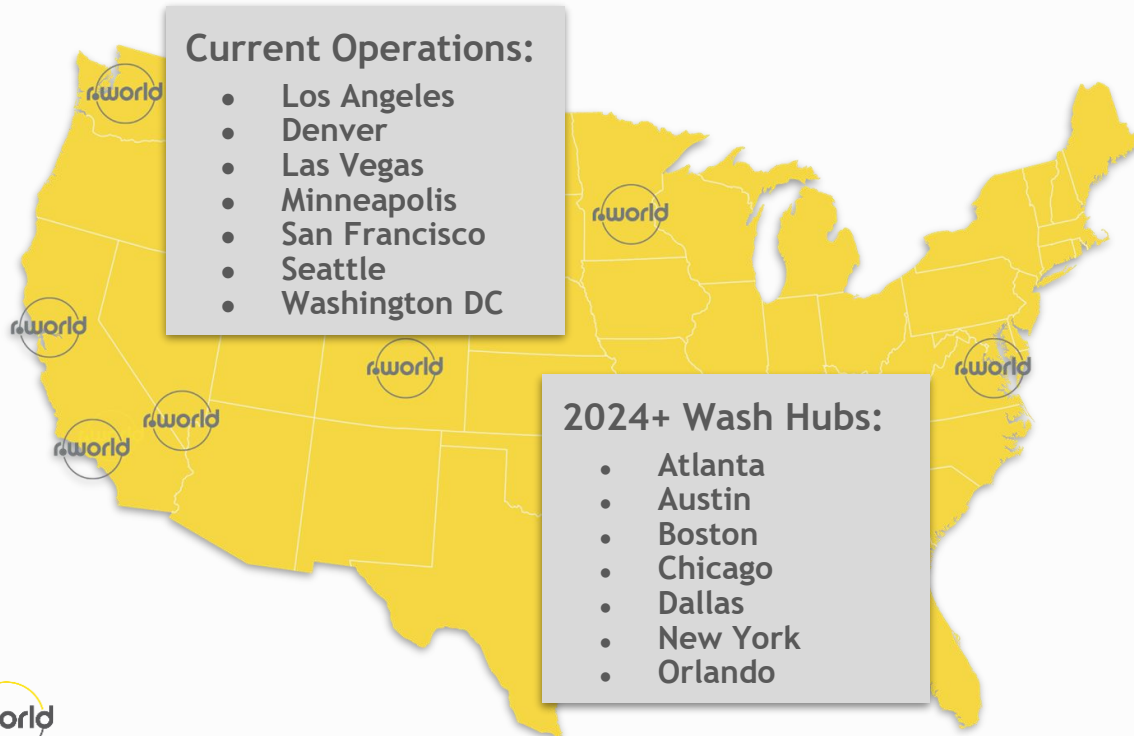 Current Operations:
• Los Angeles
• Denver
• Las Vegas
• Minneapolis
• San Francisco
• Seattle
• Washington DC
r.world
r.world
r.world
r.world
r.world
r.world
r.world
2024+ Wash Hubs:
• Atlanta
• Austin
• Boston
• Chicago
• Dallas
• New York
• Orlando
orld